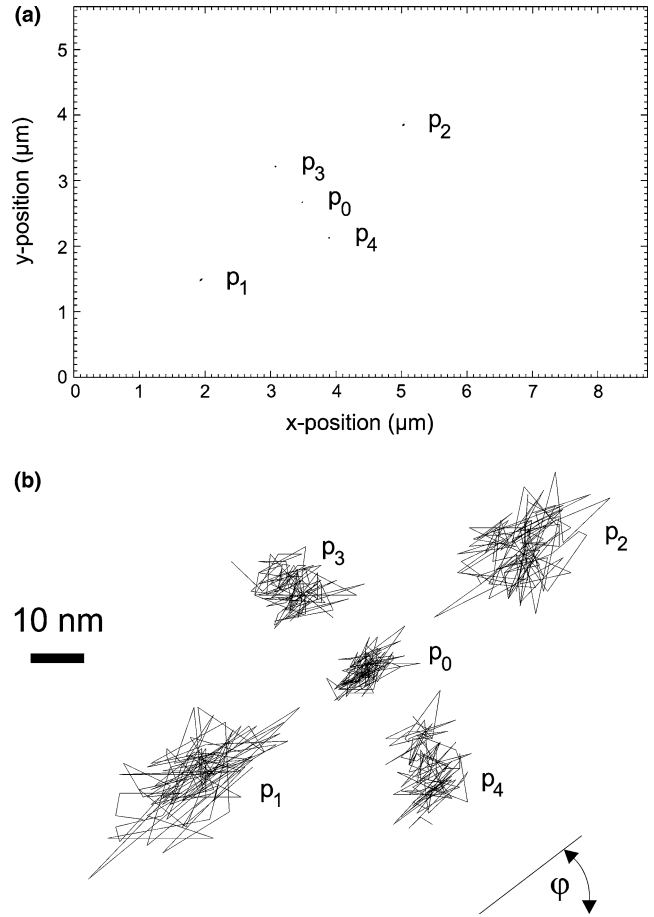 (a)
5
4
3
2
1
0
y-position (µm)
p2
p3
p0
p4
p1
0 1 2 3 4 5 6 7 8
x-position (µm)
(b)
p3
p2
10 nm
p0
p1
p4
φ